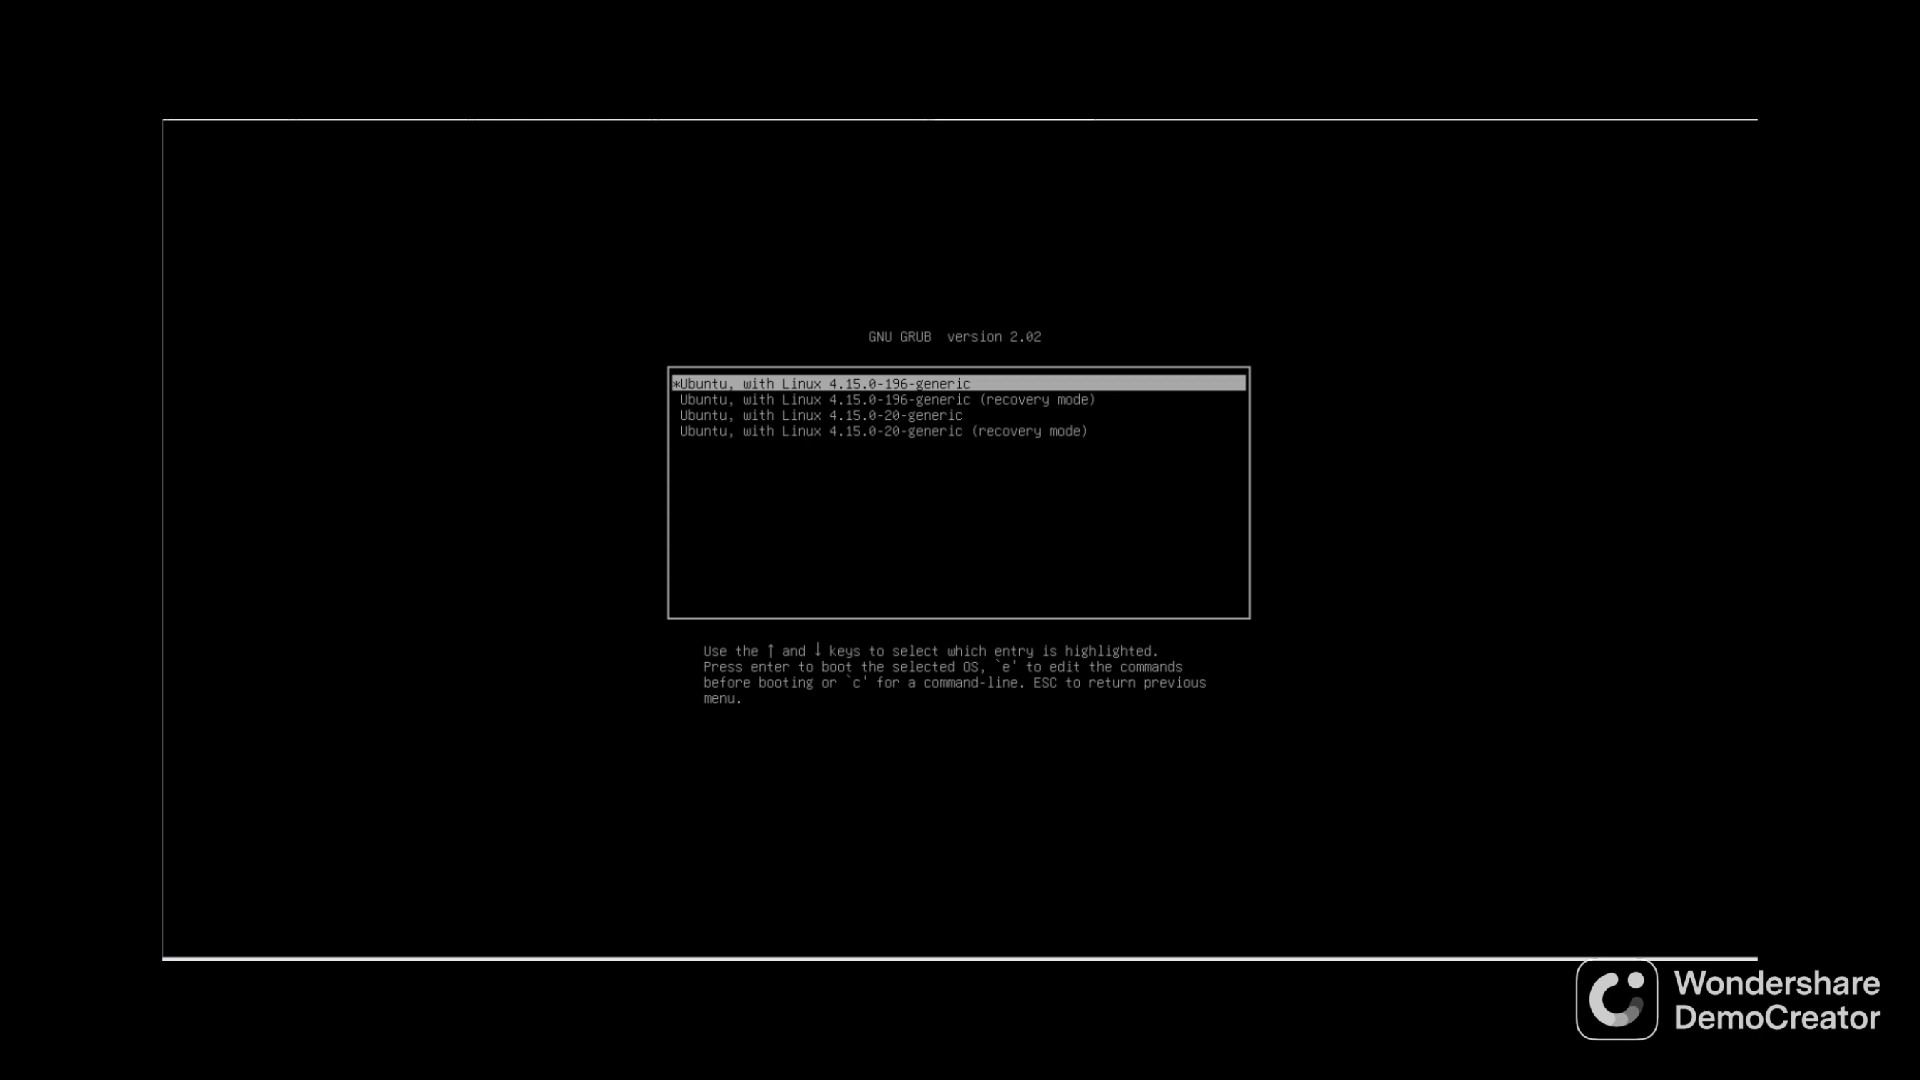 GNU GRUB  version 2.02
*Ubuntu, with Linux 4.15.0-196-generic
Ubuntu, with Linux 4.15.0-196-generic (recovery mode)
Ubuntu, with Linux 4.15.0-20-generic
Ubuntu, with Linux 4.15.0-20-generic (recovery mode)
Use the ↑ and ↓ keys to select which entry is highlighted.
Press enter to boot the selected OS, `e' to edit the commands
before booting or `c' for a command-line. ESC to return previous
menu.
Wondershare
DemoCreator